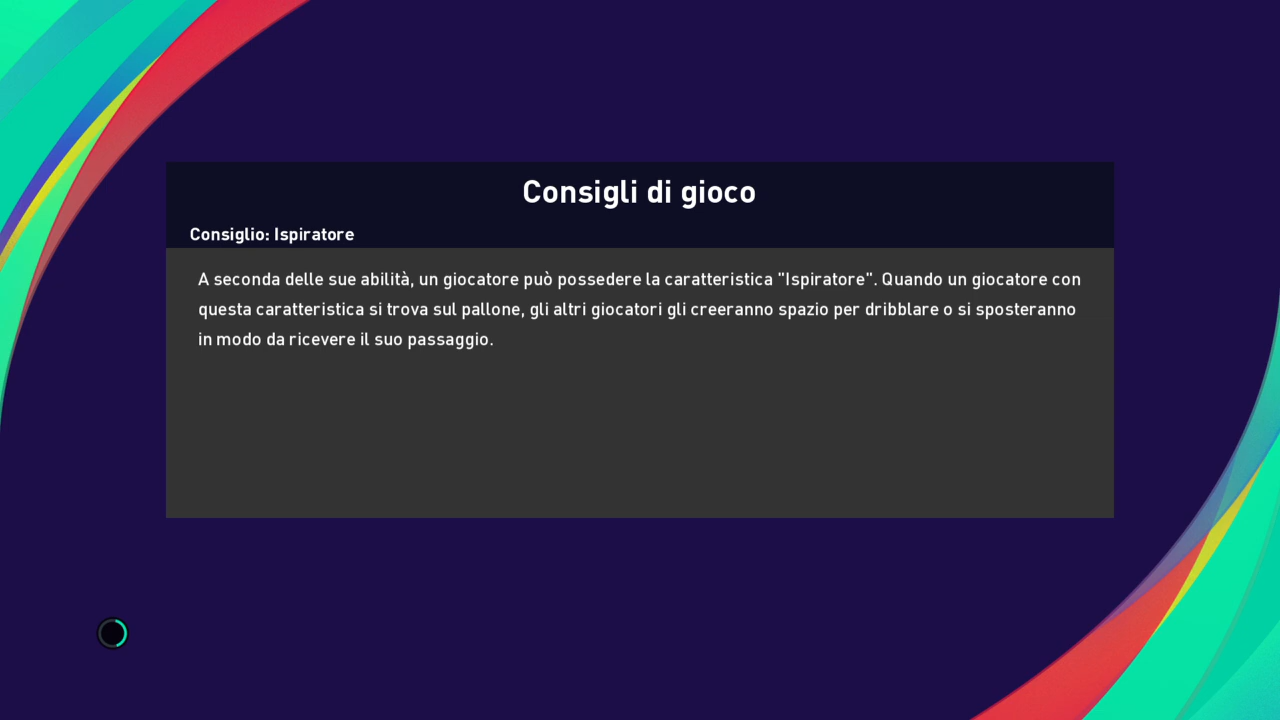 Consigli di gioco
Consiglio: Ispiratore
A seconda delle sue abilità, un giocatore può possedere la caratteristica "Ispiratore". Quando un giocatore con
questa caratteristica si trova sul pallone, gli altri giocatori gli creeranno spazio per dribblare o si sposteranno
in modo da ricevere il suo passaggio.